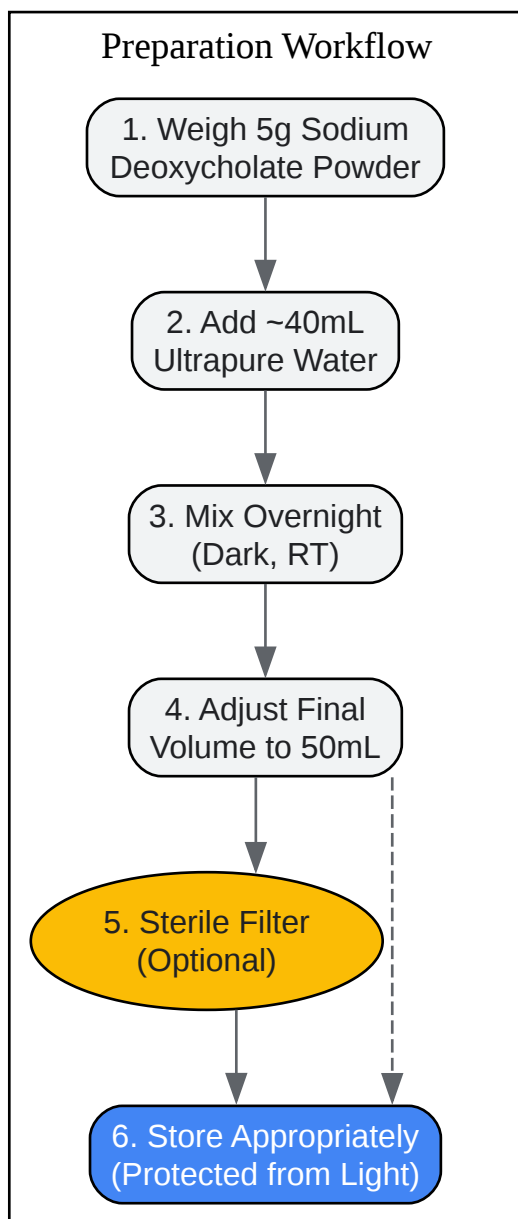 Preparation Workflow
1. Weigh 5g Sodium
Deoxycholate Powder
2. Add ~40mL
Ultrapure Water
3. Mix Overnight
(Dark, RT)
4. Adjust Final
Volume to 50mL
5. Sterile Filter
(Optional)
6. Store Appropriately
(Protected from Light)